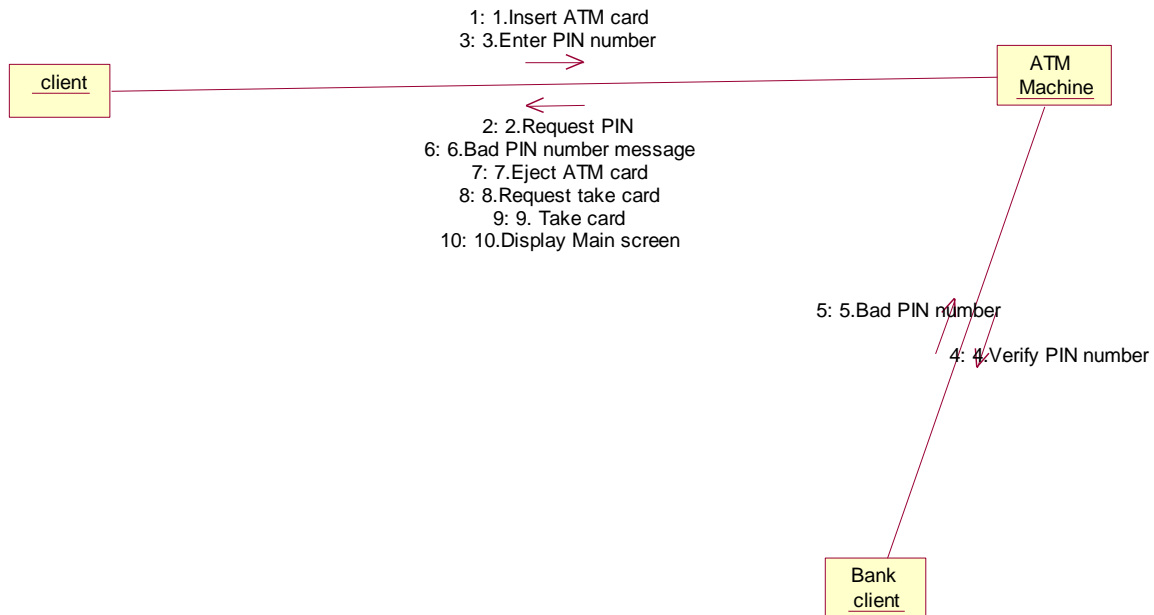 1: 1.Insert ATM card
3: 3.Enter PIN number
client
ATM
Machine
2: 2.Request PIN
6: 6.Bad PIN number message
7: 7.Eject ATM card
8: 8.Request take card
9: 9. Take card
10: 10.Display Main screen
5: 5.Bad PIN number
4: 4.Verify PIN number
Bank
client